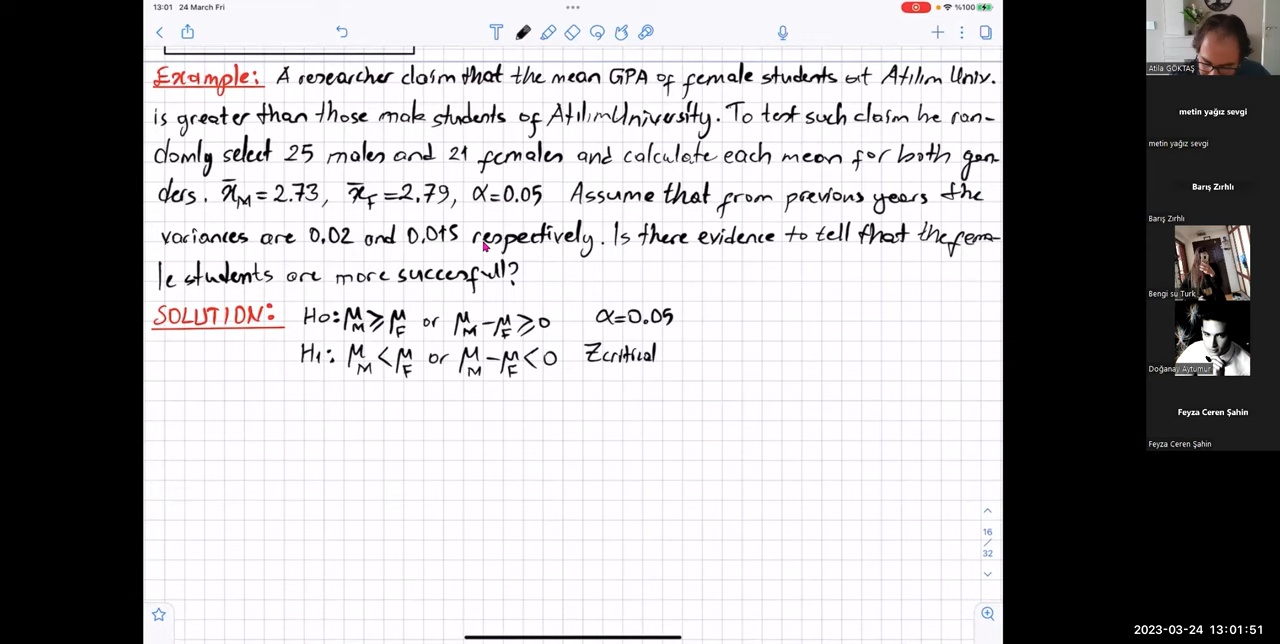 13:01 24 March Fri
%100
Example: A researcher claim that the mean GPA of female students at Atılım Univ.
is greater than those male students of Atılım University. To test such claim he ran-
domly select 25 males and 21 females and calculate each mean for both gen-
ders. x̄M = 2.73, x̄F = 2.79, α=0.05 Assume that from previous years the
variances are 0.02 and 0.015 respectively. Is there evidence to tell that the fema-
le students are more succesful?
SOLUTION: H0: μM ≥ μF or μM - μF ≥ 0 α=0.05
H1: μM < μF or μM - μF < 0 Zcritical
16
/
32
Atila GÖKTAŞ
metin yağız sevgi
metin yağız sevgi
Barış Zırhlı
Barış Zırhlı
Bengi su Turk
Doğanay Aytumur
Feyza Ceren Şahin
Feyza Ceren Şahin
2023-03-24 13:01:51